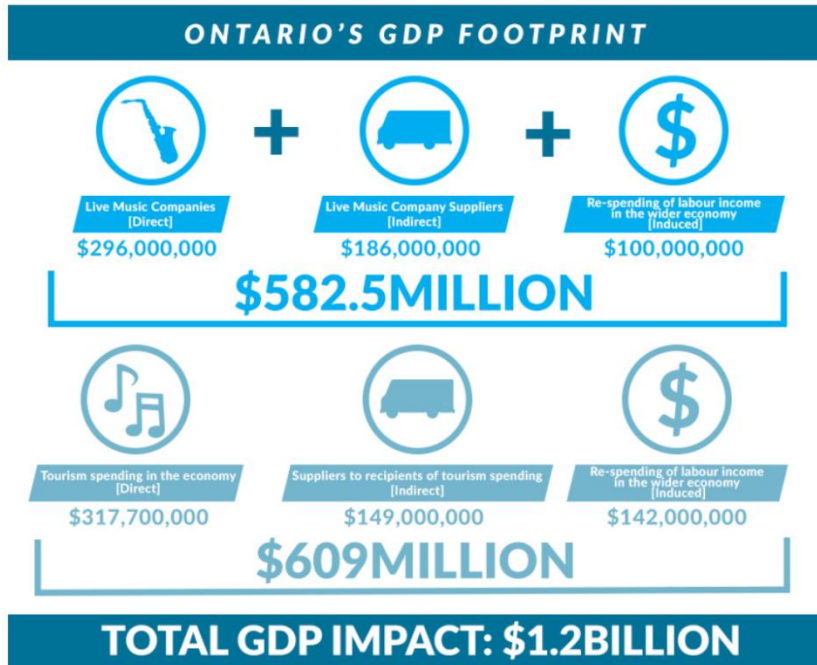 ONTARIO'S GDP FOOTPRINT
+
+
$
Live Music Companies
[Direct]
$296,000,000
Live Music Company Suppliers
[Indirect]
$186,000,000
Re-spending of labour income
in the wider economy
[Induced]
$100,000,000
$582.5MILLION
$
Tourism spending in the economy
[Direct]
$317,700,000
Suppliers to recipients of tourism spending
[Indirect]
$149,000,000
Re-spending of labour income
in the wider economy
[Induced]
$142,000,000
$609MILLION
TOTAL GDP IMPACT: $1.2BILLION